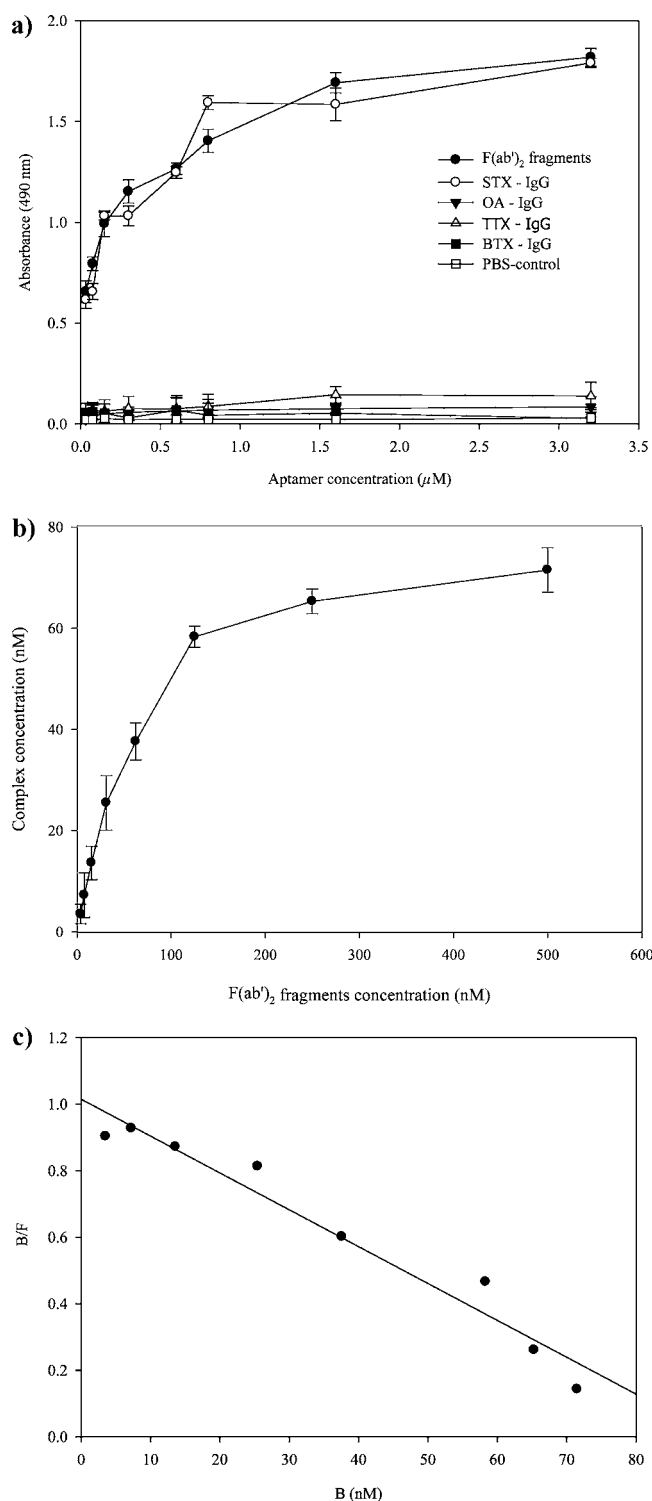 a)
2.0
1.5
1.0
0.5
0.0
Absorbance (490 nm)
F(ab')₂ fragments
STX - IgG
OA - IgG
TTX - IgG
BTX - IgG
PBS-control
0.0 0.5 1.0 1.5 2.0 2.5 3.0 3.5
Aptamer concentration (µM)
b)
80
60
40
20
0
Complex concentration (nM)
0 100 200 300 400 500 600
F(ab')₂ fragments concentration (nM)
c)
1.2
1.0
0.8
0.6
0.4
0.2
0.0
B/F
0 10 20 30 40 50 60 70 80
B (nM)